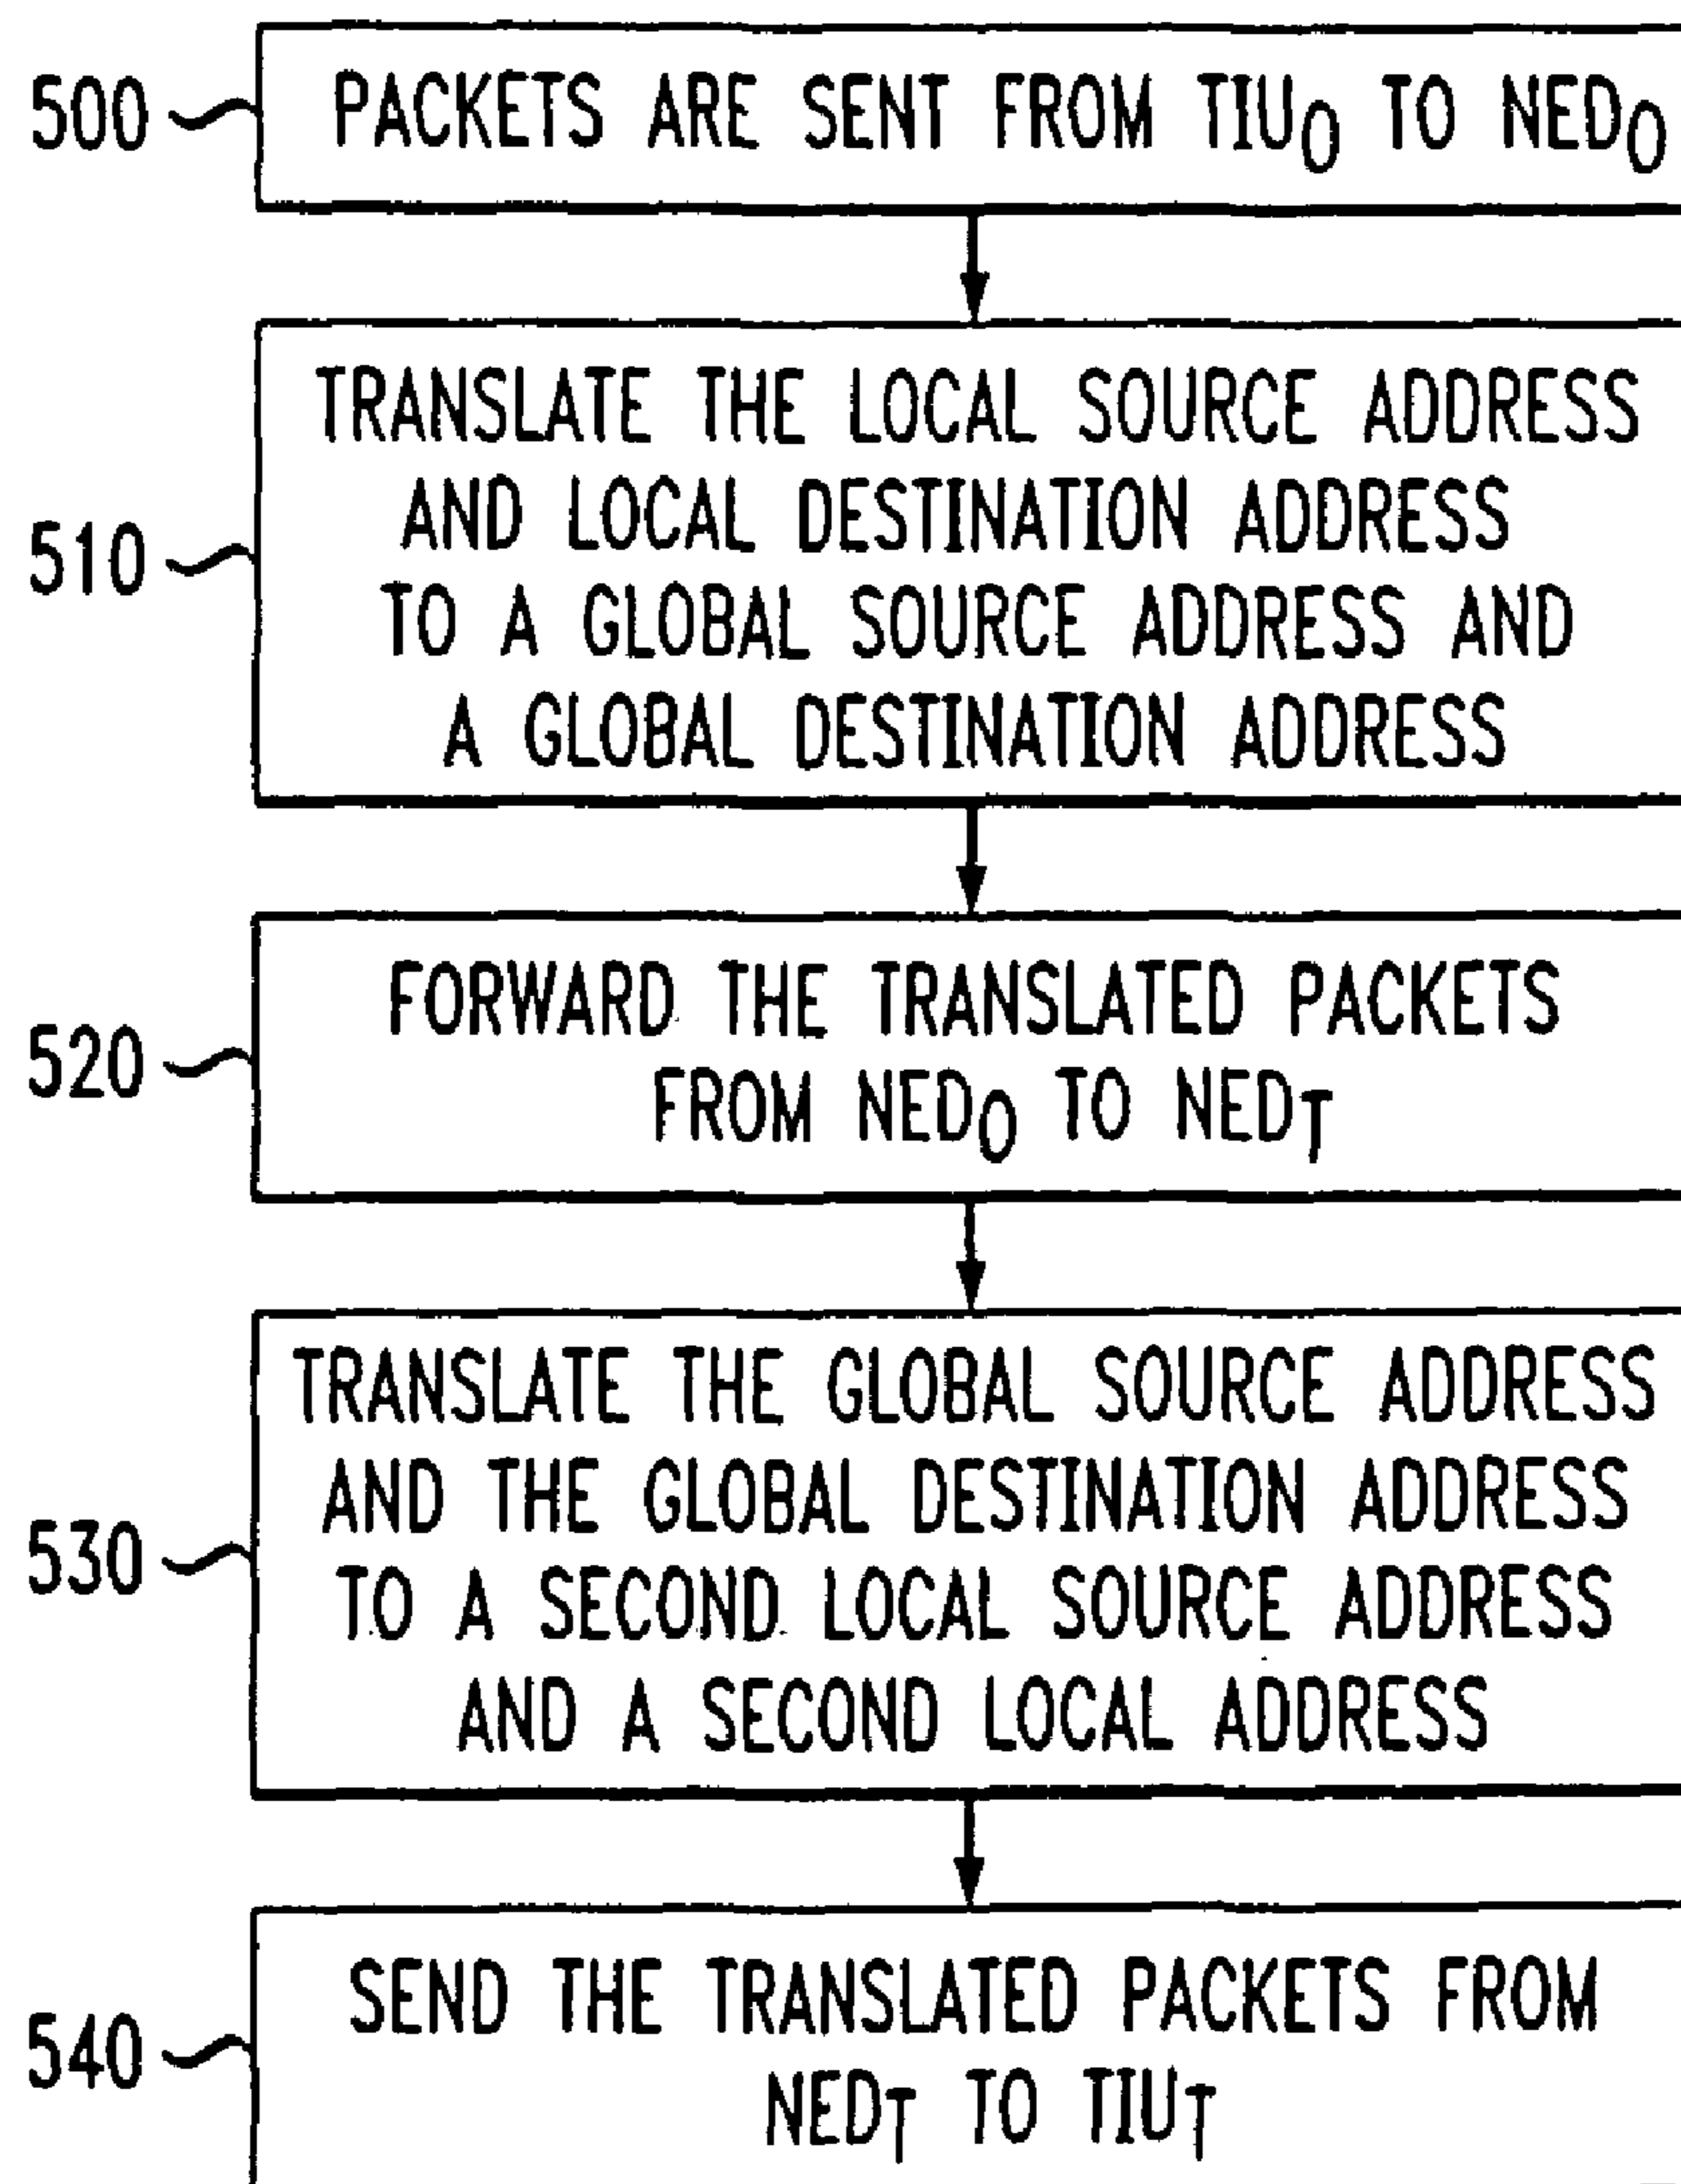 500
PACKETS ARE SENT FROM TIUO TO NEDO
510
TRANSLATE THE LOCAL SOURCE ADDRESS
AND LOCAL DESTINATION ADDRESS
TO A GLOBAL SOURCE ADDRESS AND
A GLOBAL DESTINATION ADDRESS
520
FORWARD THE TRANSLATED PACKETS
FROM NEDO TO NEDT
530
TRANSLATE THE GLOBAL SOURCE ADDRESS
AND THE GLOBAL DESTINATION ADDRESS
TO A SECOND LOCAL SOURCE ADDRESS
AND A SECOND LOCAL ADDRESS
540
SEND THE TRANSLATED PACKETS FROM
NEDT TO TIUT